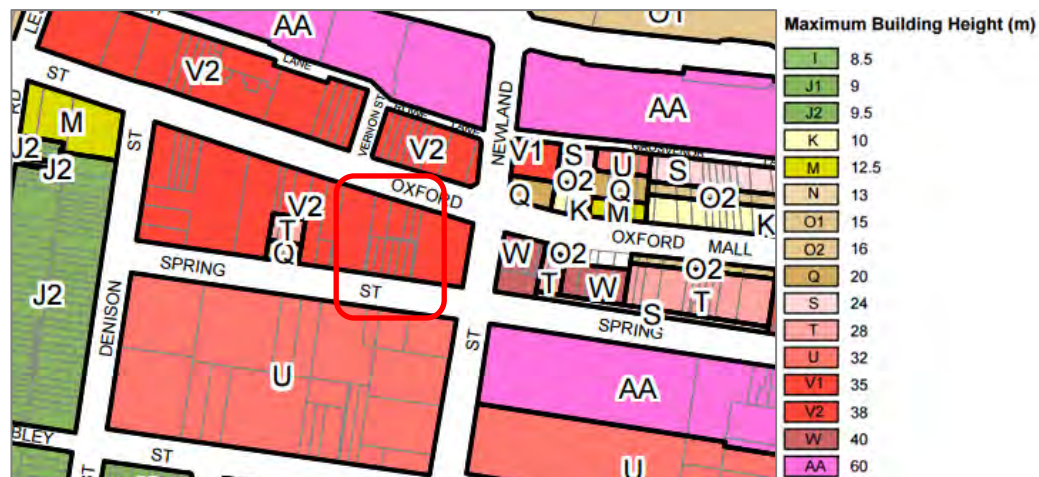 Maximum Building Height (m)
I 8.5
J1 9
J2 9.5
K 10
M 12.5
N 13
O1 15
O2 16
Q 20
S 24
T 28
U 32
V1 35
V2 38
W 40
AA 60
AA
O1
LANE
ST
V2
NEWLAND
AA
RD
M
VERNON ST
LANE
V2
V1
S
U
GROSVENOR
S
J2
J2
ST
O2
Q
O2
Q
K
M
K
OXFORD
V2
T
Q
OXFORD MALL
W
O2
T
W
O2
T
S
SPRING
ST
SPRING
J2
DENISON
U
ST
AA
ST
ST
U